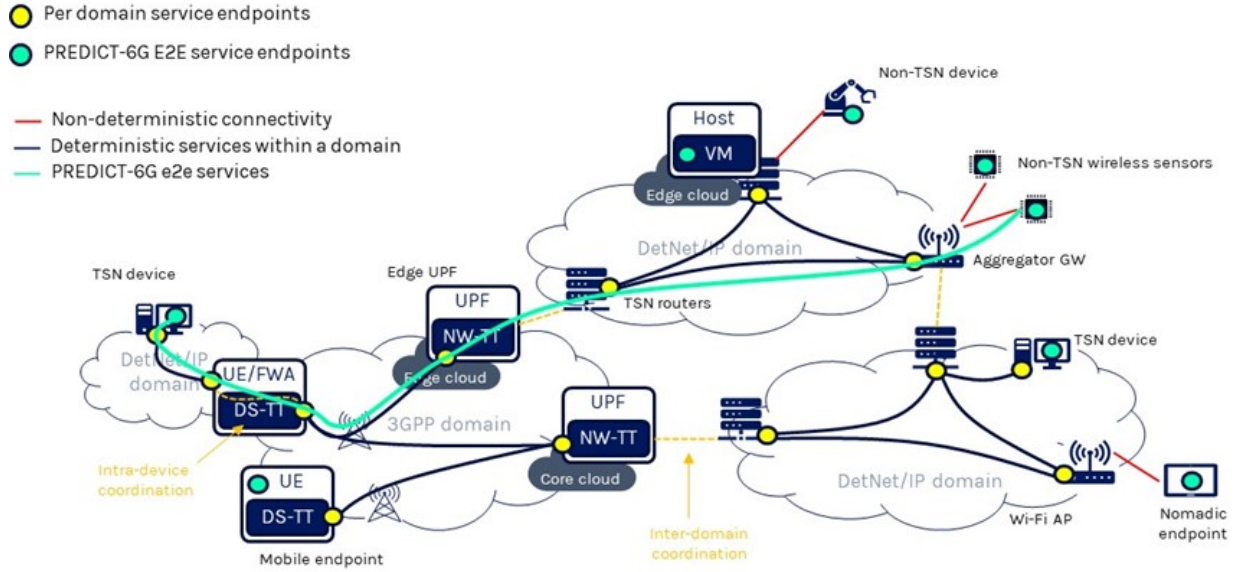 Per domain service endpoints
PREDICT-6G E2E service endpoints
Non-deterministic connectivity
Deterministic services within a domain
PREDICT-6G e2e services
Non-TSN device
Host
VM
Edge cloud
Non-TSN wireless sensors
DetNet/IP domain
Aggregator GW
TSN routers
Edge UPF
UPF
NW-TT
Edge cloud
TSN device
DetNet/IP
domain
UE/FWA
DS-TT
3GPP domain
Intra-device
coordination
UE
DS-TT
Mobile endpoint
UPF
NW-TT
Core cloud
Inter-domain
coordination
TSN device
DetNet/IP domain
Wi-Fi AP
Nomadic
endpoint